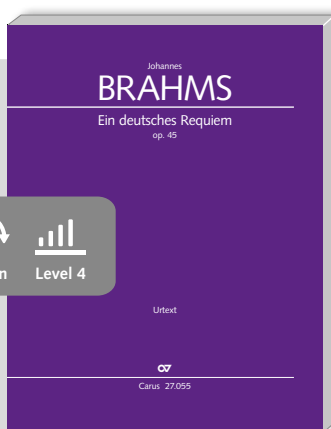 Johannes
BRAHMS
Ein deutsches Requiem
op. 45
n Level 4
Urtext
Carus 27.055